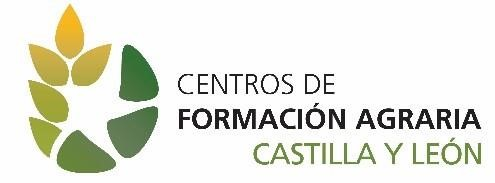 CENTROS DE
FORMACIÓN AGRARIA
CASTILLA Y LEÓN